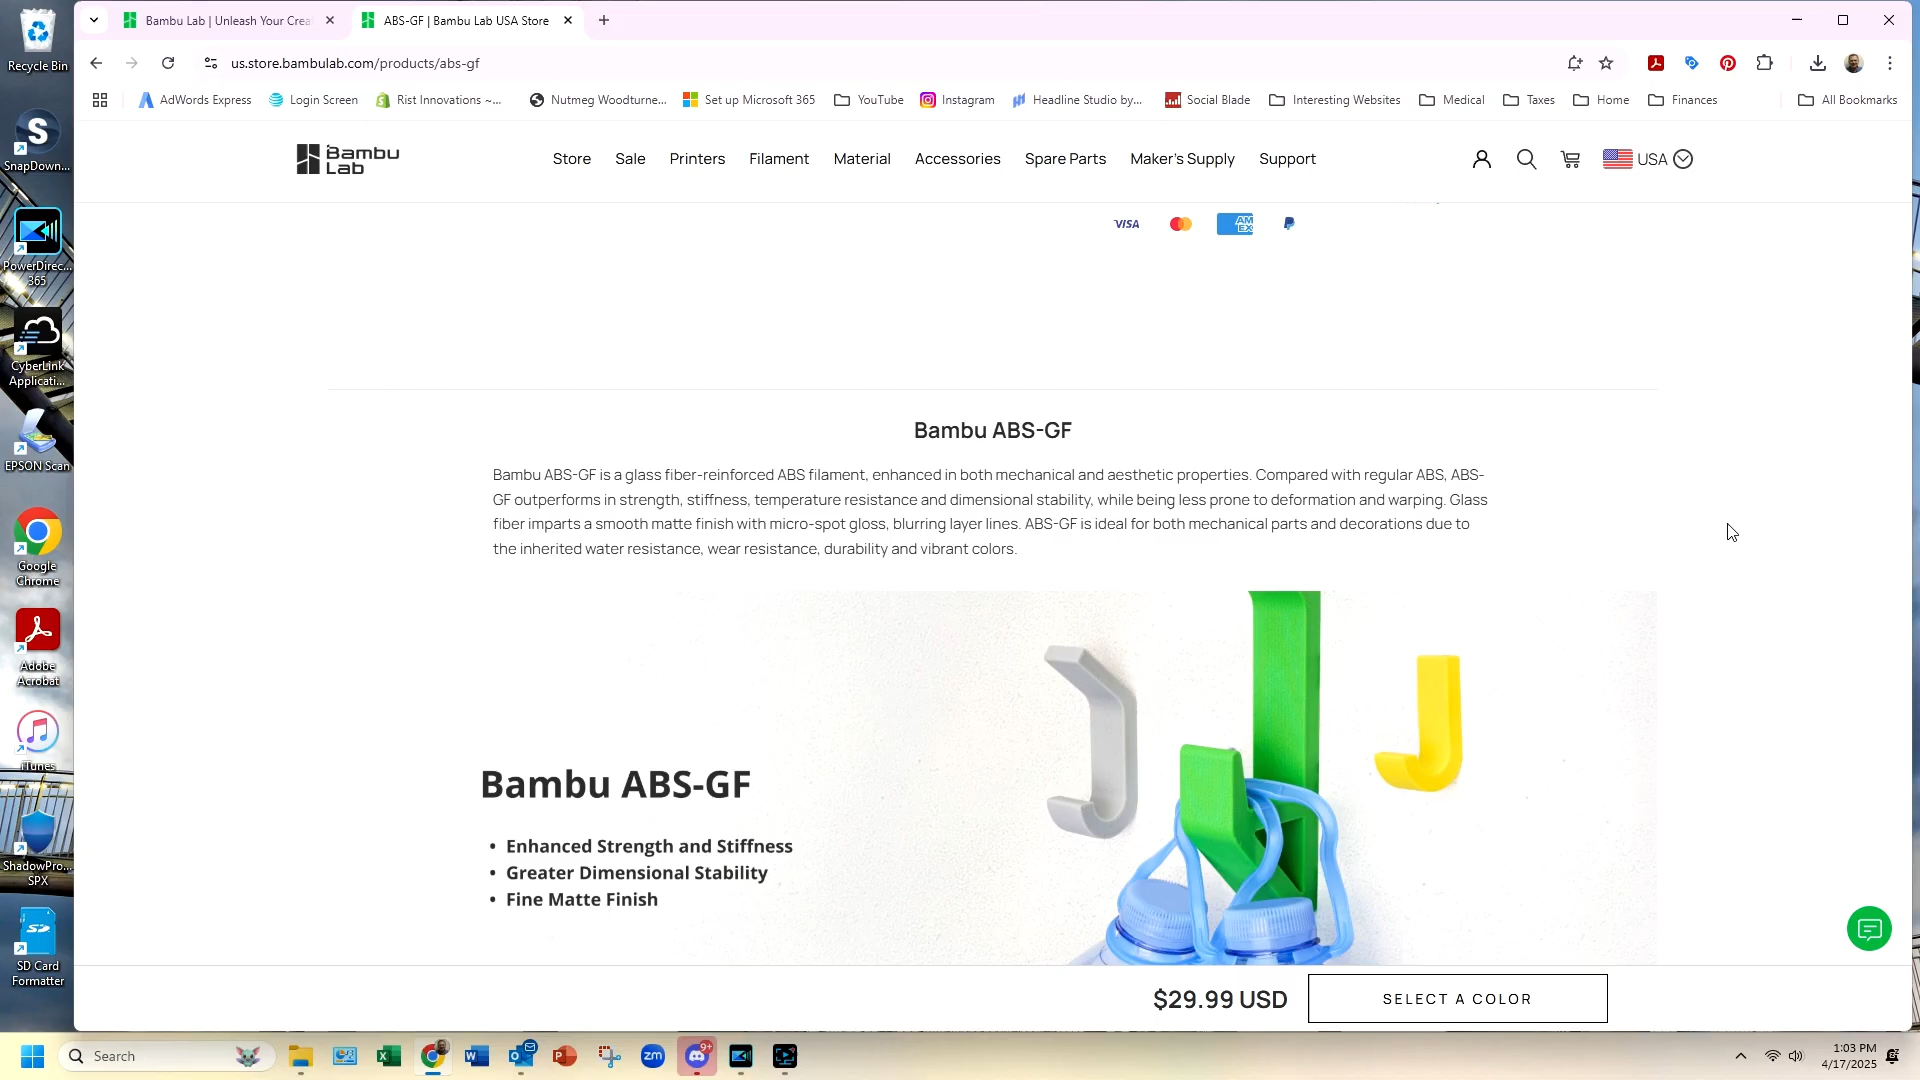 Recycle Bin
SnapDown...
PowerDirec...
365
CyberLink
Applicati...
EPSON Scan
Google
Chrome
Adobe
Acrobat
iTunes
ShadowPro...
SPX
SD Card
Formatter
Bambu Lab | Unleash Your Crea
ABS-GF | Bambu Lab USA Store
us.store.bambulab.com/products/abs-gf
AdWords Express
Login Screen
Rist Innovations ~...
Nutmeg Woodturne...
Set up Microsoft 365
YouTube
Instagram
Headline Studio by...
Social Blade
Interesting Websites
Medical
Taxes
Home
Finances
All Bookmarks
Bambu
Lab
Store
Sale
Printers
Filament
Material
Accessories
Spare Parts
Maker's Supply
Support
USA
VISA
AM
EX
Bambu ABS-GF
Bambu ABS-GF is a glass fiber-reinforced ABS filament, enhanced in both mechanical and aesthetic properties. Compared with regular ABS, ABS-
GF outperforms in strength, stiffness, temperature resistance and dimensional stability, while being less prone to deformation and warping. Glass
fiber imparts a smooth matte finish with micro-spot gloss, blurring layer lines. ABS-GF is ideal for both mechanical parts and decorations due to
the inherited water resistance, wear resistance, durability and vibrant colors.
Bambu ABS-GF
• Enhanced Strength and Stiffness
• Greater Dimensional Stability
• Fine Matte Finish
$29.99 USD
SELECT A COLOR
Search
zm
9+
1:03 PM
4/17/2025